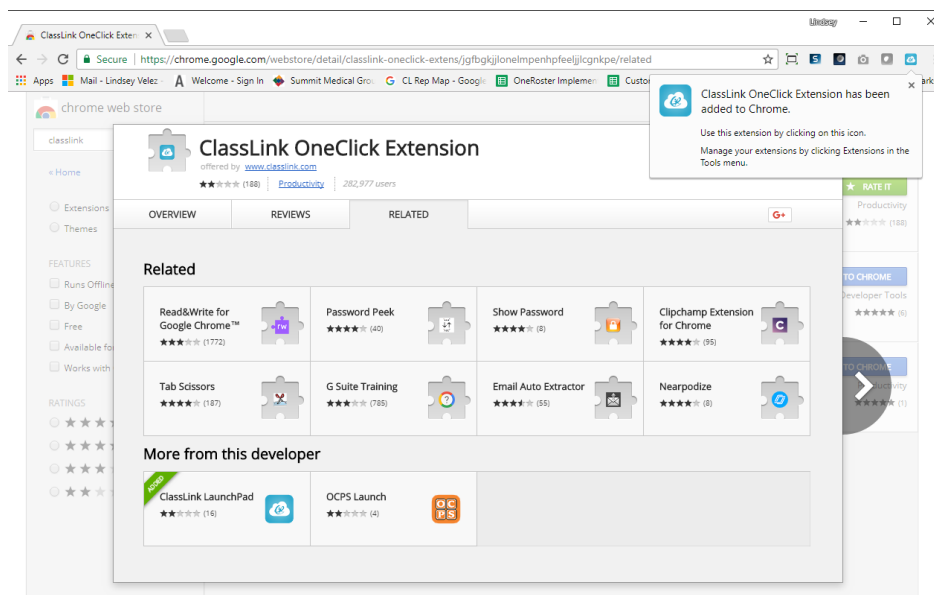 Lindsey
ClassLink OneClick Exten
Secure | https://chrome.google.com/webstore/detail/classlink-oneclick-extens/jgfbgkjjlonelmpenhpfeeljjlcgnkpe/related
Apps Mail - Lindsey Velez - Welcome - Sign In Summit Medical Grou CL Rep Map - Google OneRoster Implemen Custo
ark
ClassLink OneClick Extension has been
added to Chrome.
Use this extension by clicking on this icon.
Manage your extensions by clicking Extensions in the
Tools menu.
chrome web store
classlink
« Home
Extensions
Themes
FEATURES
Runs Offline
By Google
Free
Available fo
Works with
RATINGS
ClassLink OneClick Extension
offered by www.classlink.com
(188) Productivity 282,977 users
OVERVIEW REVIEWS RELATED
G+
RATE IT
Productivity
(188)
TO CHROME
Developer Tools
(6)
TO CHROME
Productivity
(1)
Related
Read&Write for
Google Chrome™
(1772)
rw
Password Peek
(40)
Show Password
(8)
Clipchamp Extension
for Chrome
(95)
C
Tab Scissors
(187)
G Suite Training
(785)
?
Email Auto Extractor
(55)
Nearpodize
(8)
More from this developer
ADDED
ClassLink LaunchPad
(16)
OCPS Launch
(4)
OC
PS